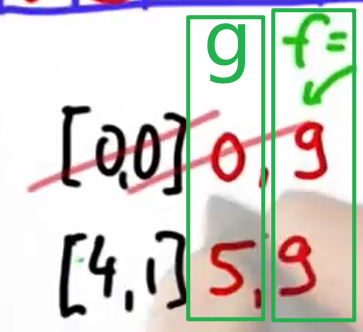 g f=
[0,0] 0, 9
[4,1] 5, 9